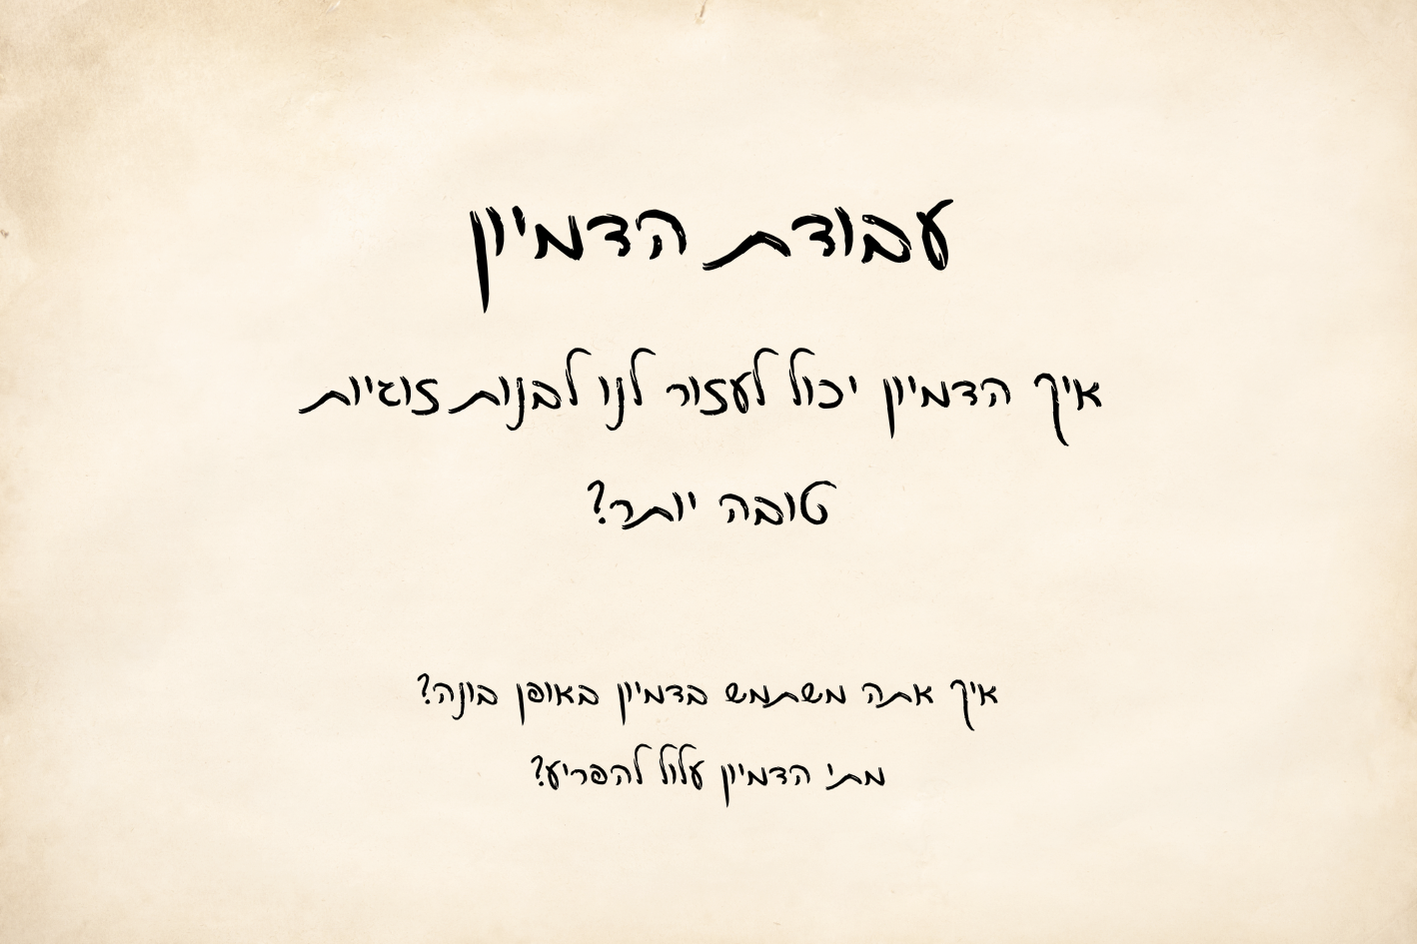 עבודת הדמיון
איך הדמיון יכול לעזור לנו לבנות זוגיות
טובה יותר?
איך אתה משתמש בדמיון באופן בונה?
מתי הדמיון עלול להפריע?